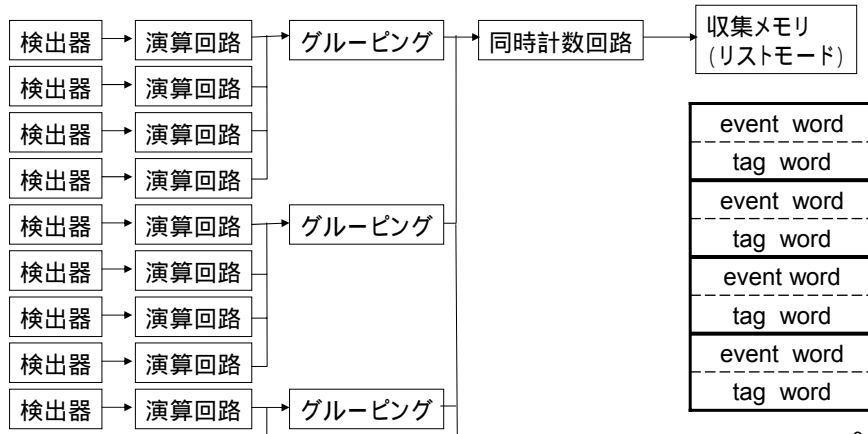 検出器 演算回路 グルーピング 同時計数回路 収集メモリ
(リストモード)
検出器 演算回路
検出器 演算回路
検出器 演算回路
検出器 演算回路 グルーピング
検出器 演算回路
検出器 演算回路
検出器 演算回路
検出器 演算回路 グルーピング
event word
tag word
event word
tag word
event word
tag word
event word
tag word